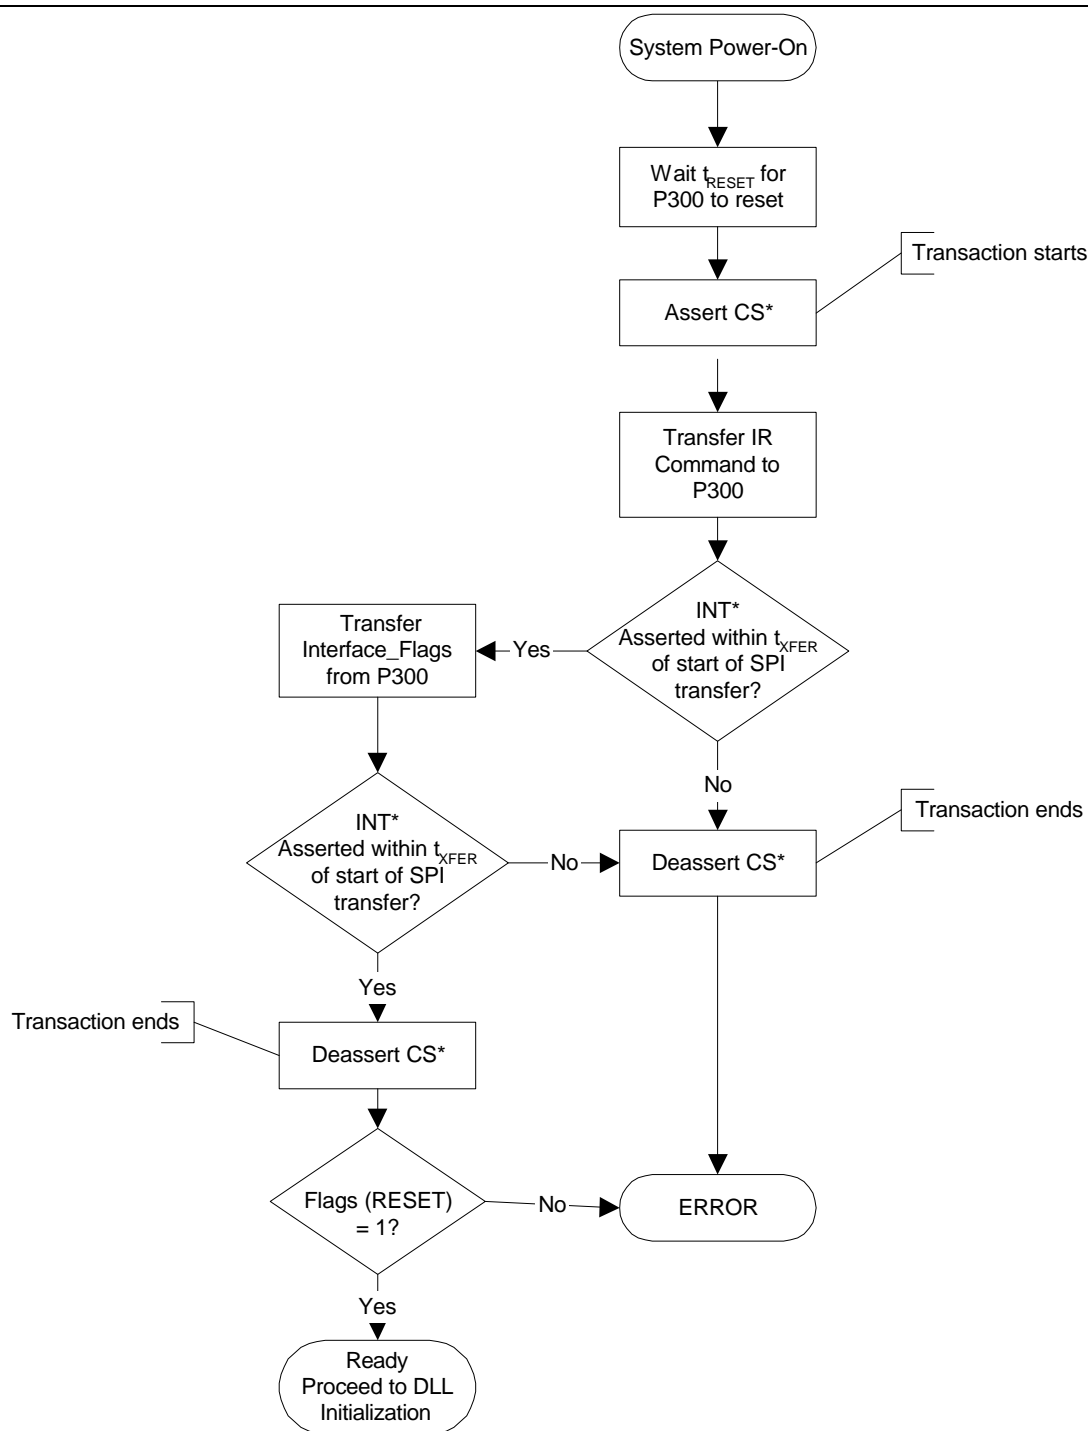 System Power-On
Wait tRESET for
P300 to reset
Transaction starts
Assert CS*
Transfer IR
Command to
P300
INT*
Asserted within tXFER
of start of SPI
transfer?
Yes
Transfer
Interface_Flags
from P300
No
Transaction ends
Deassert CS*
INT*
Asserted within tXFER
of start of SPI
transfer?
No
Yes
Transaction ends
Deassert CS*
Flags (RESET)
= 1?
No
ERROR
Yes
Ready
Proceed to DLL
Initialization